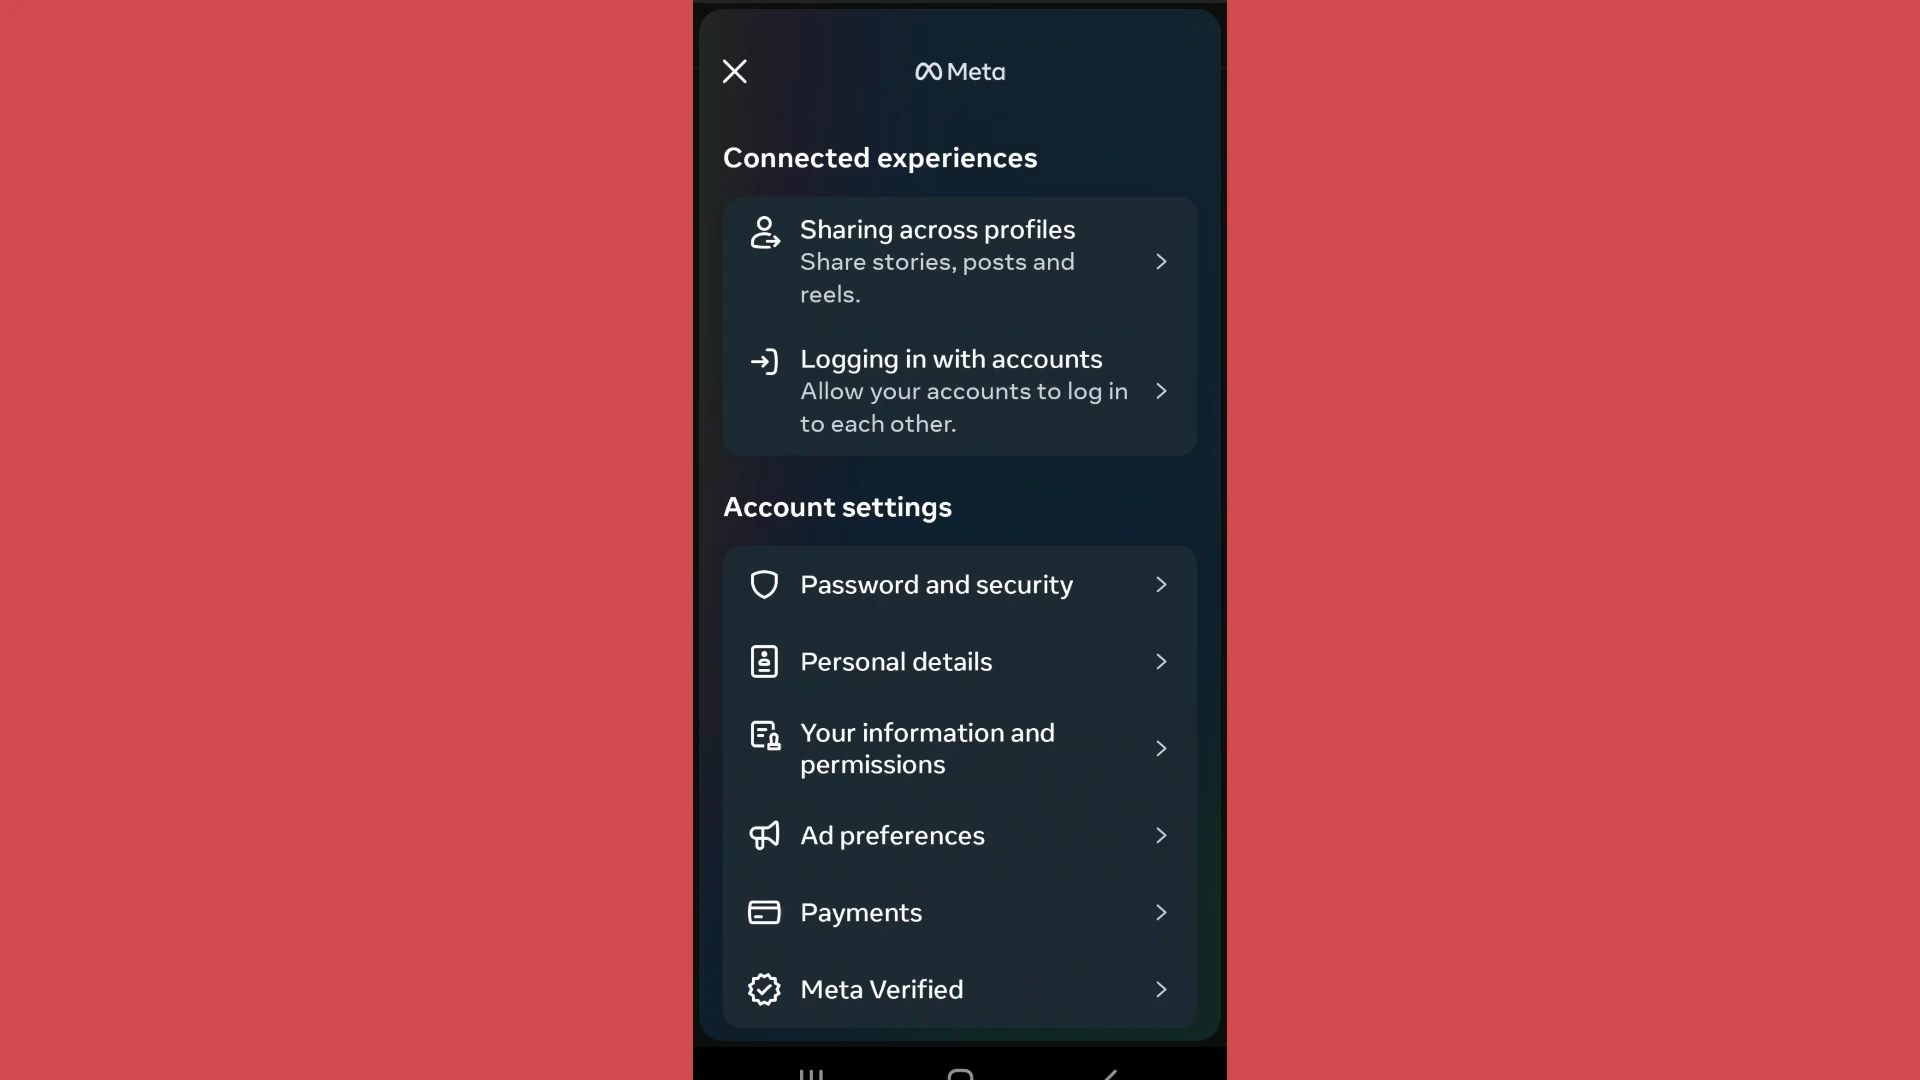 Meta
Connected experiences
Sharing across profiles
Share stories, posts and
reels.
Logging in with accounts
Allow your accounts to log in
to each other.
Account settings
Password and security
Personal details
Your information and
permissions
Ad preferences
Payments
Meta Verified